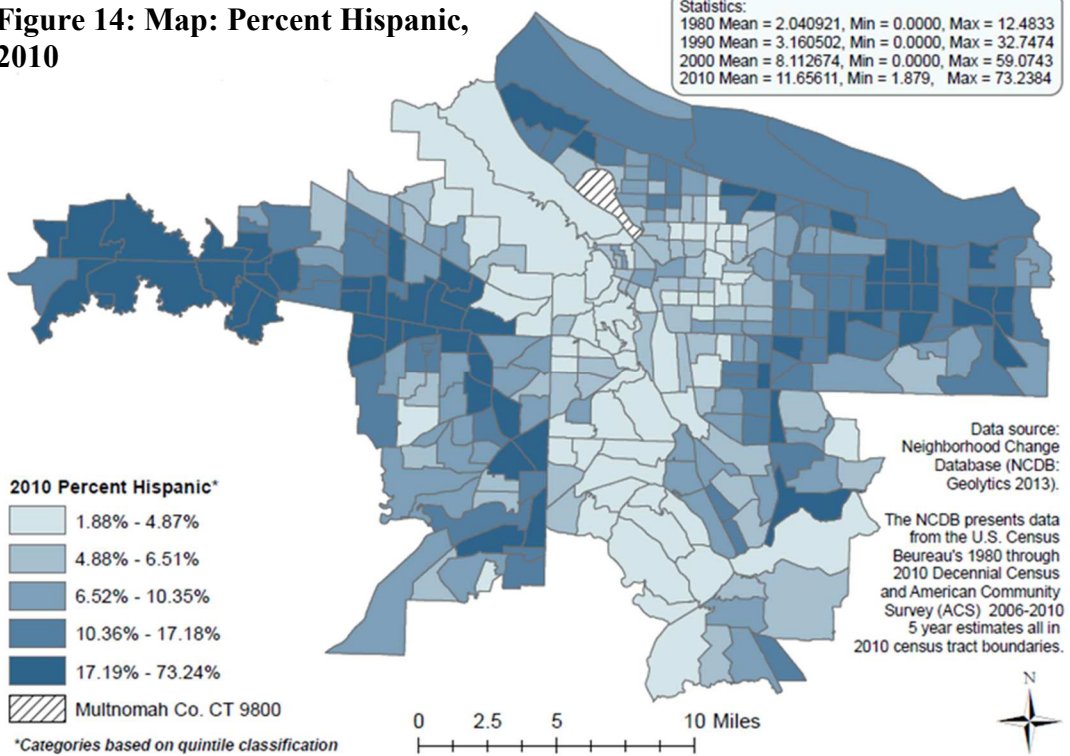 Figure 14: Map: Percent Hispanic,
2010
Statistics:
1980 Mean = 2.040921, Min = 0.0000, Max = 12.4833
1990 Mean = 3.160502, Min = 0.0000, Max = 32.7474
2000 Mean = 8.112674, Min = 0.0000, Max = 59.0743
2010 Mean = 11.65611, Min = 1.879, Max = 73.2384
Data source:
Neighborhood Change
Database (NCDB:
Geolytics 2013).
The NCDB presents data
from the U.S. Census
Beureau's 1980 through
2010 Decennial Census
and American Community
Survey (ACS) 2006-2010
5 year estimates all in
2010 census tract boundaries.
2010 Percent Hispanic*
1.88% - 4.87%
4.88% - 6.51%
6.52% - 10.35%
10.36% - 17.18%
17.19% - 73.24%
Multnomah Co. CT 9800
*Categories based on quintile classification
0 2.5 5 10 Miles
N